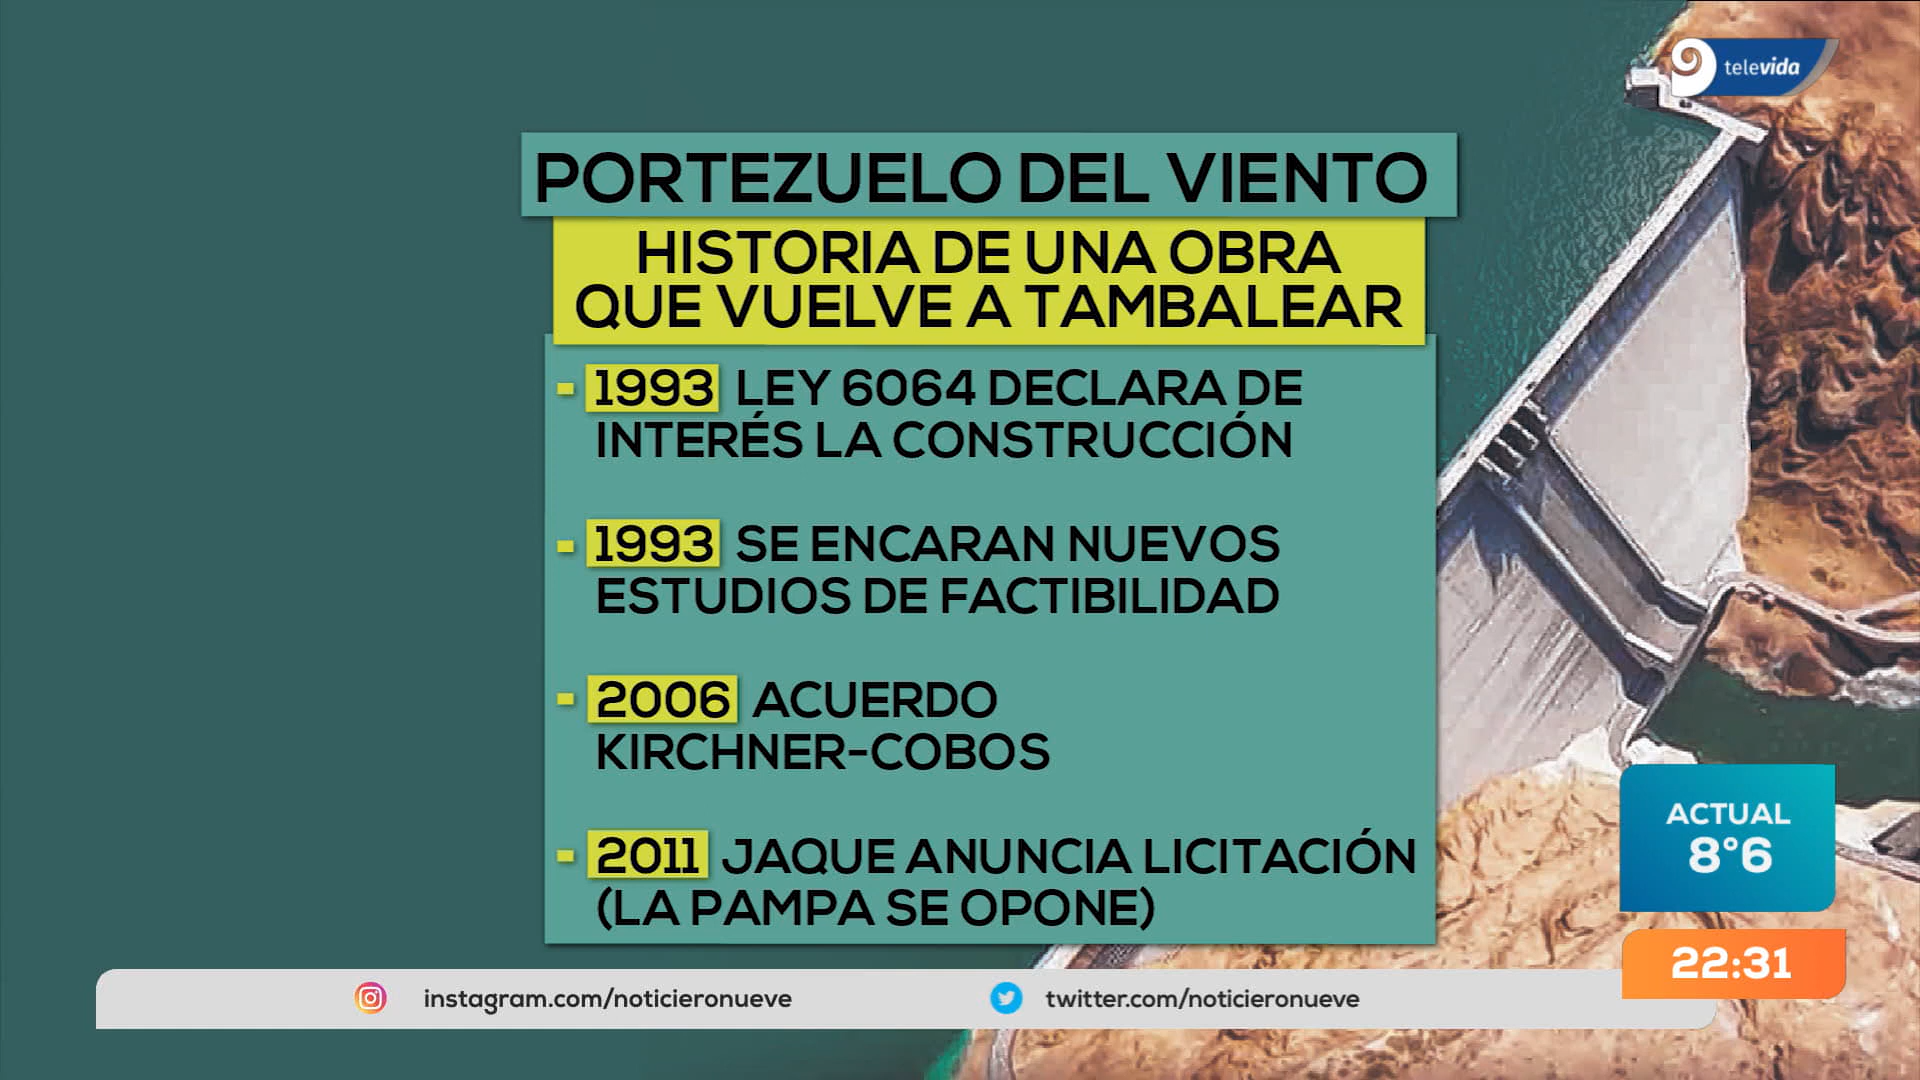 televida
PORTEZUELO DEL VIENTO
HISTORIA DE UNA OBRA
QUE VUELVE A TAMBALEAR
- 1993 LEY 6064 DECLARA DE
INTERÉS LA CONSTRUCCIÓN
- 1993 SE ENCARAN NUEVOS
ESTUDIOS DE FACTIBILIDAD
- 2006 ACUERDO
KIRCHNER-COBOS
- 2011 JAQUE ANUNCIA LICITACIÓN
(LA PAMPA SE OPONE)
ACTUAL
8°6
22:31
instagram.com/noticieronueve
twitter.com/noticieronueve